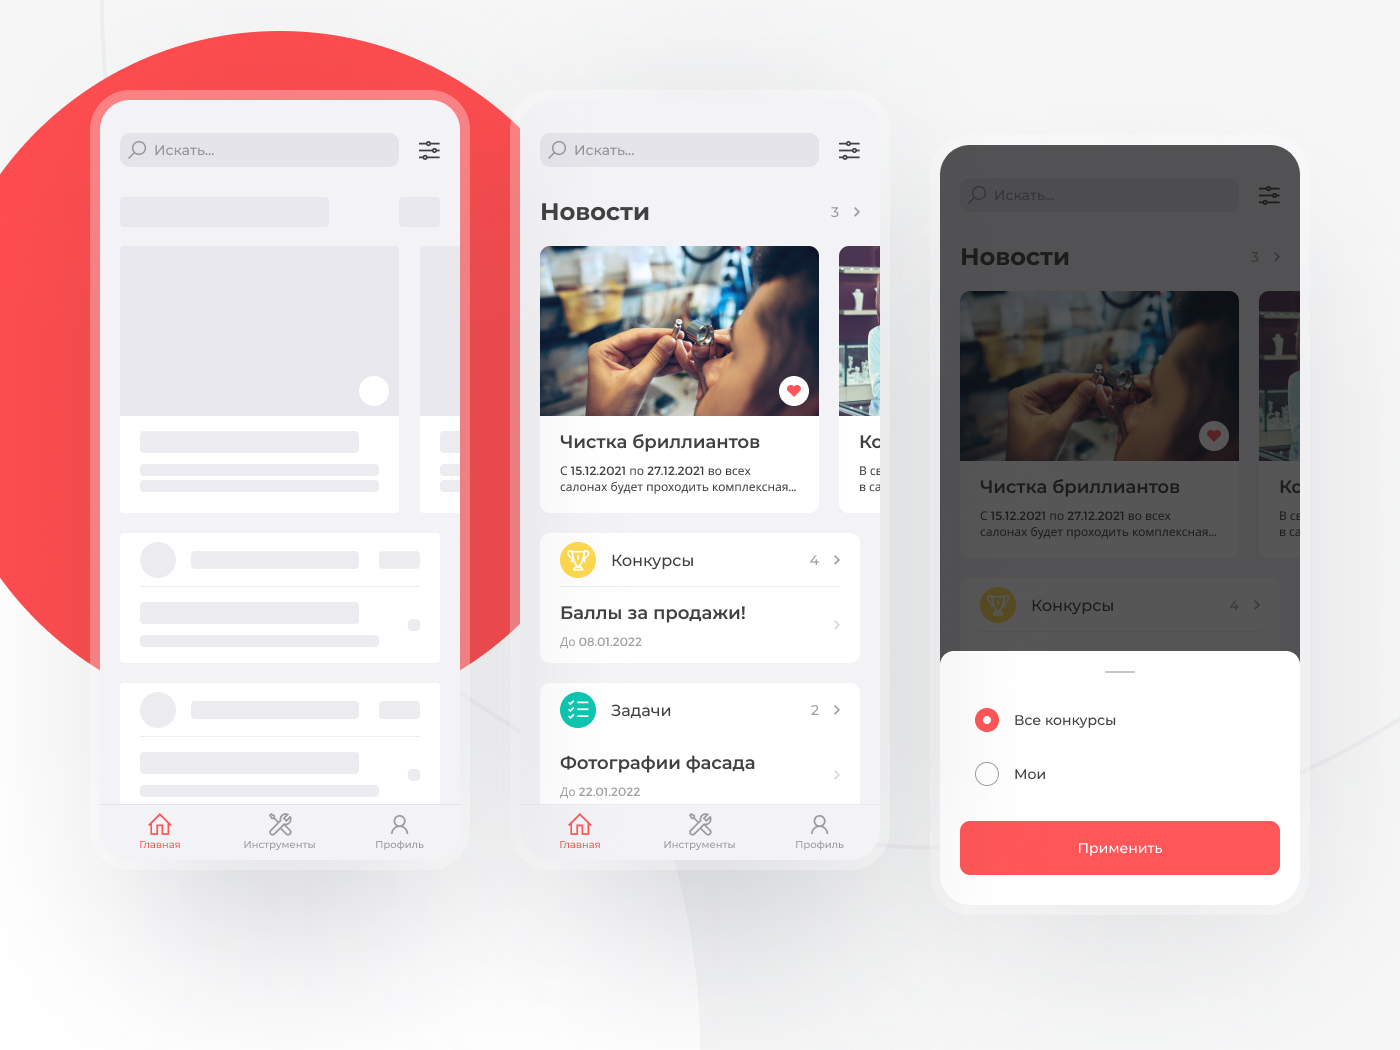 Искать...
Главная
Инструменты
Профиль
Искать...
Новости
3
Чистка бриллиантов
С 15.12.2021 по 27.12.2021 во всех
салонах будет проходить комплексная...
Ко
В св
в са
Конкурсы
4
Баллы за продажи!
До 08.01.2022
Задачи
2
Фотографии фасада
До 22.01.2022
Главная
Инструменты
Профиль
Искать...
Новости
3
Чистка бриллиантов
С 15.12.2021 по 27.12.2021 во всех
салонах будет проходить комплексная...
Ко
В св
в са
Конкурсы
4
Все конкурсы
Мои
Применить